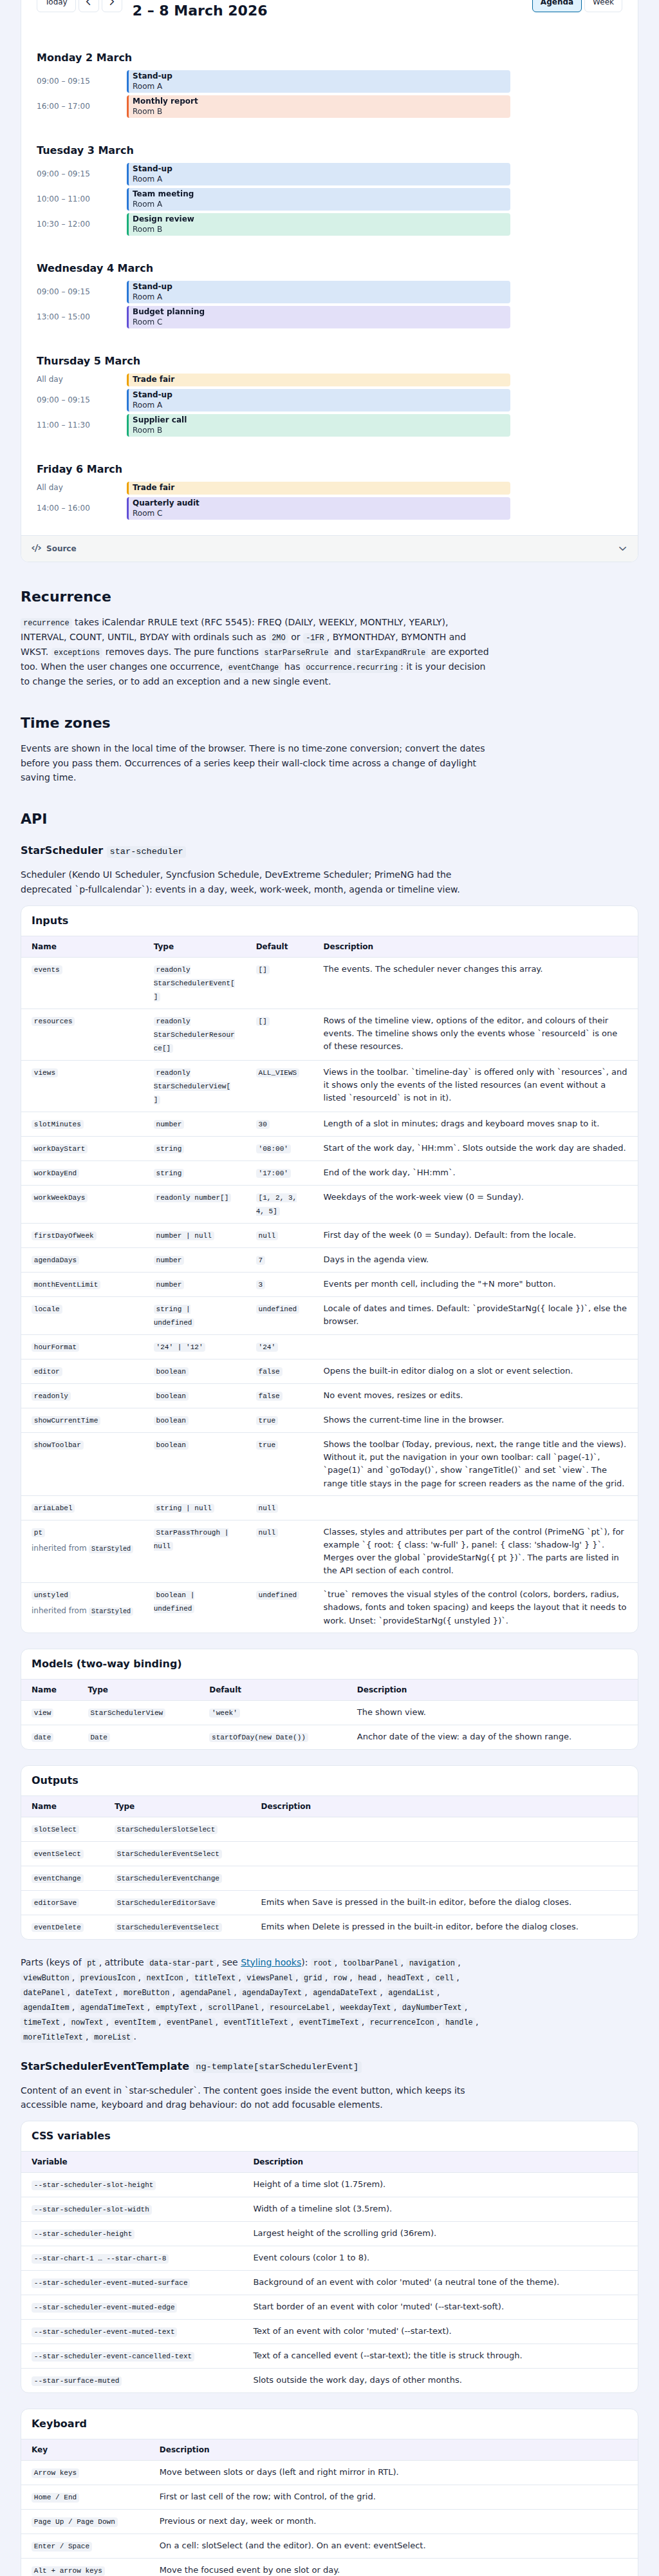 Today
2 – 8 March 2026
Agenda
Week
Monday 2 March
09:00 – 09:15
Stand-up
Room A
16:00 – 17:00
Monthly report
Room B
Tuesday 3 March
09:00 – 09:15
Stand-up
Room A
10:00 – 11:00
Team meeting
Room A
10:30 – 12:00
Design review
Room B
Wednesday 4 March
09:00 – 09:15
Stand-up
Room A
13:00 – 15:00
Budget planning
Room C
Thursday 5 March
All day
Trade fair
09:00 – 09:15
Stand-up
Room A
11:00 – 11:30
Supplier call
Room B
Friday 6 March
All day
Trade fair
14:00 – 16:00
Quarterly audit
Room C
</> Source
Recurrence
recurrence takes iCalendar RRULE text (RFC 5545): FREQ (DAILY, WEEKLY, MONTHLY, YEARLY),
INTERVAL, COUNT, UNTIL, BYDAY with ordinals such as 2MO or -1FR, BYMONTHDAY, BYMONTH and
WKST. exceptions removes days. The pure functions starParseRrule and starExpandRrule are exported
too. When the user changes one occurrence, eventChange has occurrence.recurring: it is your decision
to change the series, or to add an exception and a new single event.
Time zones
Events are shown in the local time of the browser. There is no time-zone conversion; convert the dates
before you pass them. Occurrences of a series keep their wall-clock time across a change of daylight
saving time.
API
StarScheduler star-scheduler
Scheduler (Kendo UI Scheduler, Syncfusion Schedule, DevExtreme Scheduler; PrimeNG had the
deprecated `p-fullcalendar`): events in a day, week, work-week, month, agenda or timeline view.
Inputs
Name Type Default Description
events readonly StarSchedulerEvent[] [] The events. The scheduler never changes this array.
resources readonly StarSchedulerResource[] [] Rows of the timeline view, options of the editor, and colours of their
events. The timeline shows only the events whose `resourceId` is one
of these resources.
views readonly StarSchedulerView[] ALL_VIEWS Views in the toolbar. `timeline-day` is offered only with `resources`, and
it shows only the events of the listed resources (an event without a
listed `resourceId` is not in it).
slotMinutes number 30 Length of a slot in minutes; drags and keyboard moves snap to it.
workDayStart string '08:00' Start of the work day, `HH:mm`. Slots outside the work day are shaded.
workDayEnd string '17:00' End of the work day, `HH:mm`.
workWeekDays readonly number[] [1, 2, 3, 4, 5] Weekdays of the work-week view (0 = Sunday).
firstDayOfWeek number | null null First day of the week (0 = Sunday). Default: from the locale.
agendaDays number 7 Days in the agenda view.
monthEventLimit number 3 Events per month cell, including the "+N more" button.
locale string | undefined undefined Locale of dates and times. Default: `provideStarNg({ locale })`, else the
browser.
hourFormat '24' | '12' '24'
editor boolean false Opens the built-in editor dialog on a slot or event selection.
readonly boolean false No event moves, resizes or edits.
showCurrentTime boolean true Shows the current-time line in the browser.
showToolbar boolean true Shows the toolbar (Today, previous, next, the range title and the views).
Without it, put the navigation in your own toolbar: call `page(-1)`,
`page(1)` and `goToday()`, show `rangeTitle()` and set `view`. The
range title stays in the page for screen readers as the name of the grid.
ariaLabel string | null null
pt inherited from StarStyled StarPassThrough | null null Classes, styles and attributes per part of the control (PrimeNG `pt`), for
example `{ root: { class: 'w-full' }, panel: { class: 'shadow-lg' } }`.
Merges over the global `provideStarNg({ pt })`. The parts are listed in
the API section of each control.
unstyled inherited from StarStyled boolean | undefined undefined `true` removes the visual styles of the control (colors, borders, radius,
shadows, fonts and token spacing) and keeps the layout that it needs to
work. Unset: `provideStarNg({ unstyled })`.
Models (two-way binding)
Name Type Default Description
view StarSchedulerView 'week' The shown view.
date Date startOfDay(new Date()) Anchor date of the view: a day of the shown range.
Outputs
Name Type Description
slotSelect StarSchedulerSlotSelect
eventSelect StarSchedulerEventSelect
eventChange StarSchedulerEventChange
editorSave StarSchedulerEditorSave Emits when Save is pressed in the built-in editor, before the dialog closes.
eventDelete StarSchedulerEventSelect Emits when Delete is pressed in the built-in editor, before the dialog closes.
Parts (keys of pt, attribute data-star-part, see Styling hooks): root, toolbarPanel, navigation,
viewButton, previousIcon, nextIcon, titleText, viewsPanel, grid, row, head, headText, cell,
datePanel, dateText, moreButton, agendaPanel, agendaDayText, agendaDateText, agendaList,
agendaItem, agendaTimeText, emptyText, scrollPanel, resourceLabel, weekdayText, dayNumberText,
timeText, nowText, eventItem, eventPanel, eventTitleText, eventTimeText, recurrenceIcon, handle,
moreTitleText, moreList.
StarSchedulerEventTemplate ng-template[starSchedulerEvent]
Content of an event in `star-scheduler`. The content goes inside the event button, which keeps its
accessible name, keyboard and drag behaviour: do not add focusable elements.
CSS variables
Variable Description
--star-scheduler-slot-height Height of a time slot (1.75rem).
--star-scheduler-slot-width Width of a timeline slot (3.5rem).
--star-scheduler-height Largest height of the scrolling grid (36rem).
--star-chart-1 … --star-chart-8 Event colours (color 1 to 8).
--star-scheduler-event-muted-surface Background of an event with color 'muted' (a neutral tone of the theme).
--star-scheduler-event-muted-edge Start border of an event with color 'muted' (--star-text-soft).
--star-scheduler-event-muted-text Text of an event with color 'muted' (--star-text).
--star-scheduler-event-cancelled-text Text of a cancelled event (--star-text); the title is struck through.
--star-surface-muted Slots outside the work day, days of other months.
Keyboard
Key Description
Arrow keys Move between slots or days (left and right mirror in RTL).
Home / End First or last cell of the row; with Control, of the grid.
Page Up / Page Down Previous or next day, week or month.
Enter / Space On a cell: slotSelect (and the editor). On an event: eventSelect.
Alt + arrow keys Move the focused event by one slot or day.